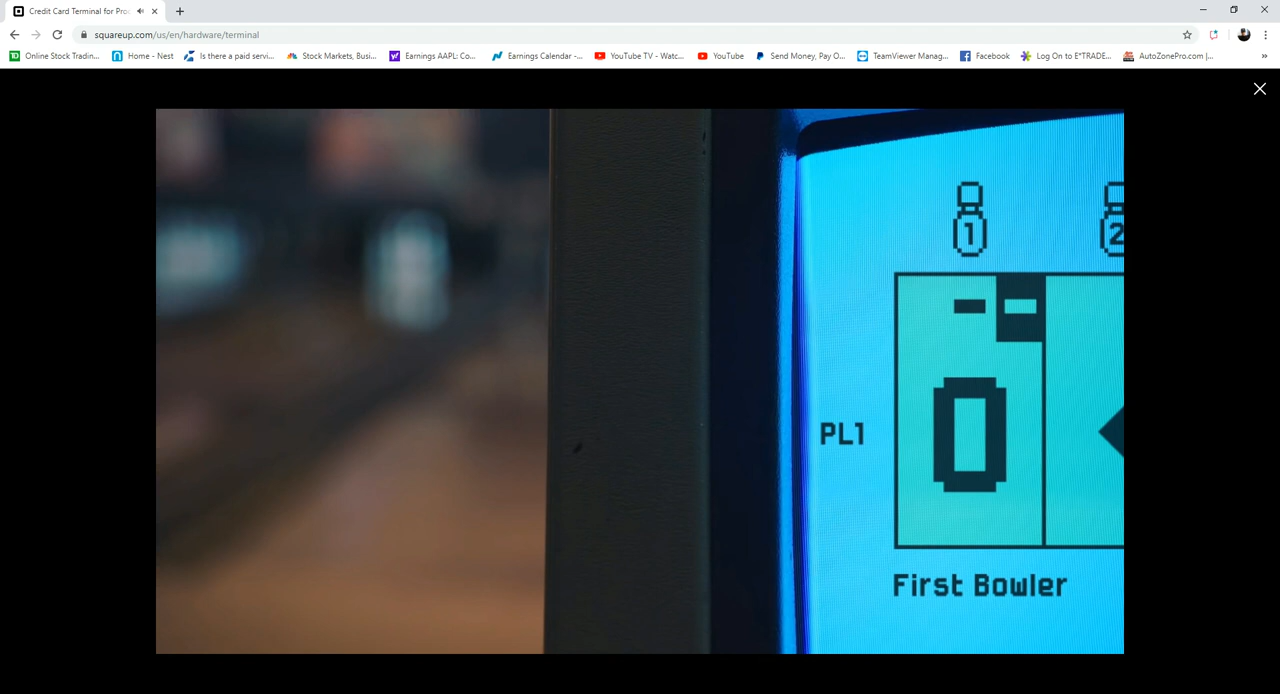 Credit Card Terminal for Pro
squareup.com/us/en/hardware/terminal
Online Stock Tradin...
Home - Nest
Is there a paid servi...
Stock Markets, Busi...
Earnings AAPL: Co...
Earnings Calendar -...
YouTube TV - Watc...
YouTube
Send Money, Pay O...
TeamViewer Manag...
Facebook
Log On to E*TRADE...
AutoZonePro.com |...
1
2
- -
0
PL1
First Bowler